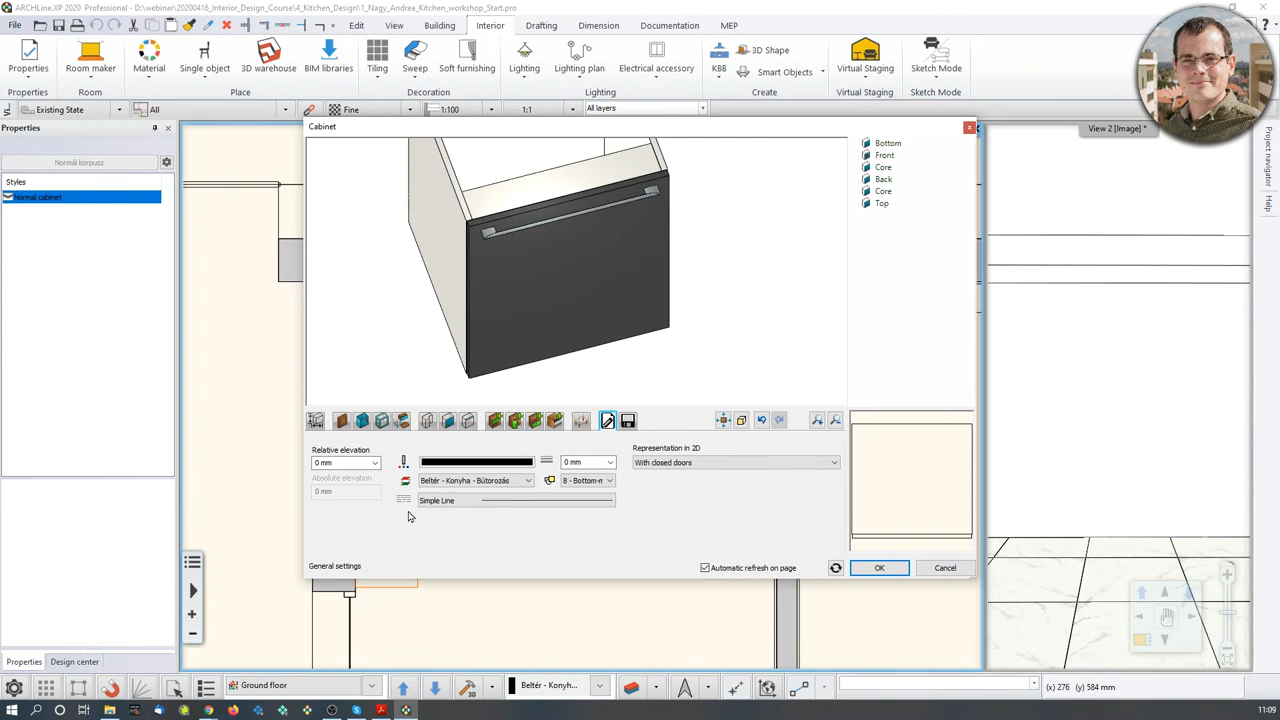 ARCHLine.XP 2020 Professional - D:\webinar\20200416_Interior_Design_Course\4_Kitchen_Design\1_Nagy_Andrea_Kitchen_workshop_Start.pro
File
Edit
View
Building
Interior
Drafting
Dimension
Documentation
MEP
Properties
Room maker
Material
Single object
3D warehouse
BIM libraries
Tiling
Sweep
Soft furnishing
Lighting
Lighting plan
Electrical accessory
KBB
3D Shape
Smart Objects
Virtual Staging
Sketch Mode
Properties
Room
Place
Decoration
Lighting
Create
Virtual Staging
Sketch Mode
Existing State
All
Fine
1:100
1:1
All layers
Properties
Cabinet
View 2 [Image] *
Normál korpusz
Styles
Normal cabinet
Bottom
Front
Core
Back
Core
Top
Project navigator
Help
Relative elevation
0 mm
Absolute elevation
0 mm
0 mm
Beltér - Konyha - Bútorozás
8 - Bottom-r
Simple Line
Representation in 2D
With closed doors
General settings
Automatic refresh on page
OK
Cancel
Properties
Design center
Ground floor
Beltér - Konyh...
(x) 276 (y) 584 mm
11:09